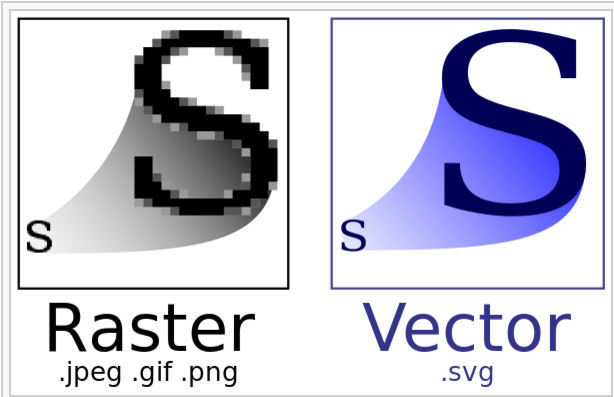 S
s
Raster
.jpeg .gif .png
S
s
Vector
.svg